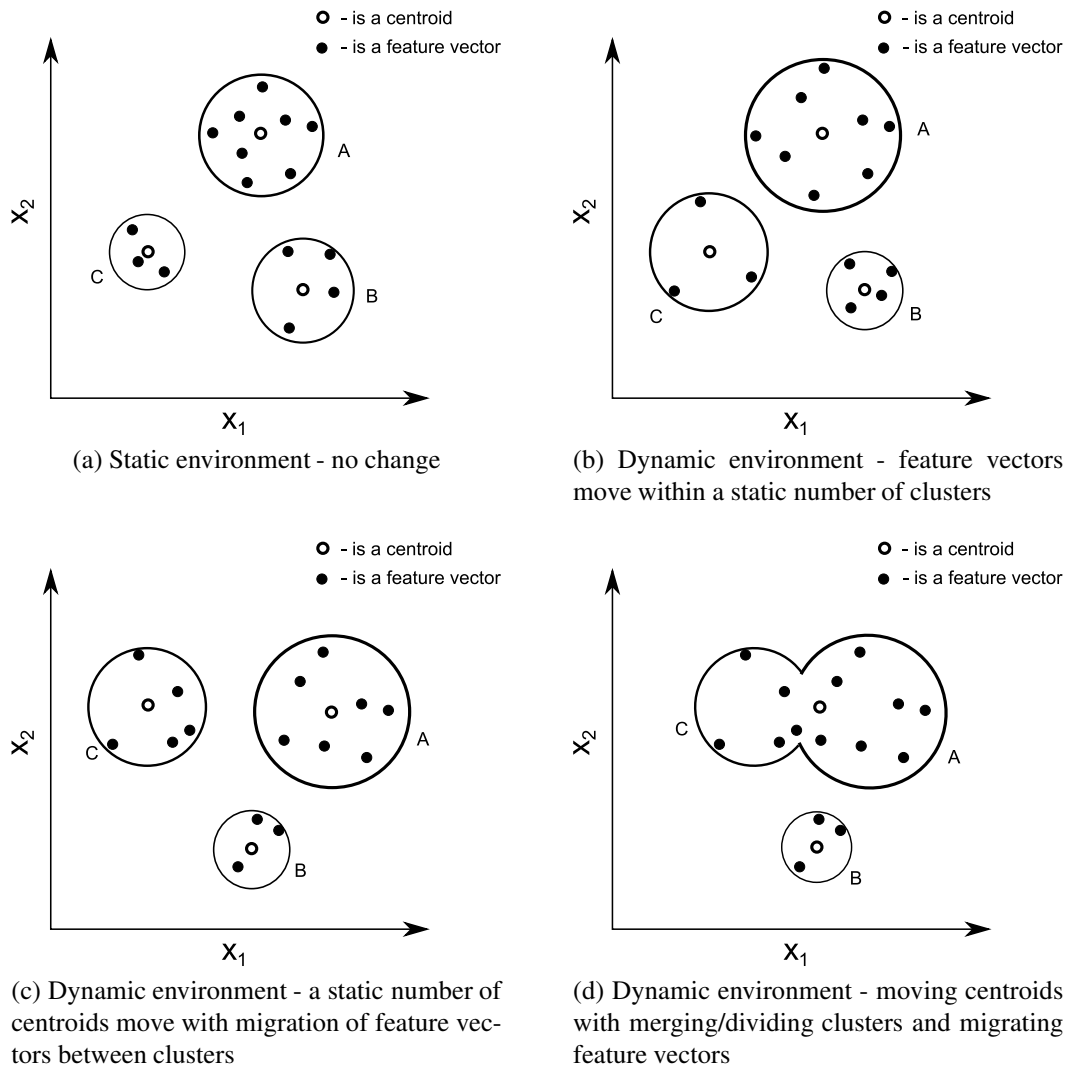 - is a centroid
- is a feature vector
A
B
C
X2
X1
(a) Static environment - no change
- is a centroid
- is a feature vector
A
B
C
X2
X1
(b) Dynamic environment - feature vectors
move within a static number of clusters
- is a centroid
- is a feature vector
C
A
B
X2
X1
(c) Dynamic environment - a static number of
centroids move with migration of feature vec-
tors between clusters
- is a centroid
- is a feature vector
C
A
B
X2
X1
(d) Dynamic environment - moving centroids
with merging/dividing clusters and migrating
feature vectors